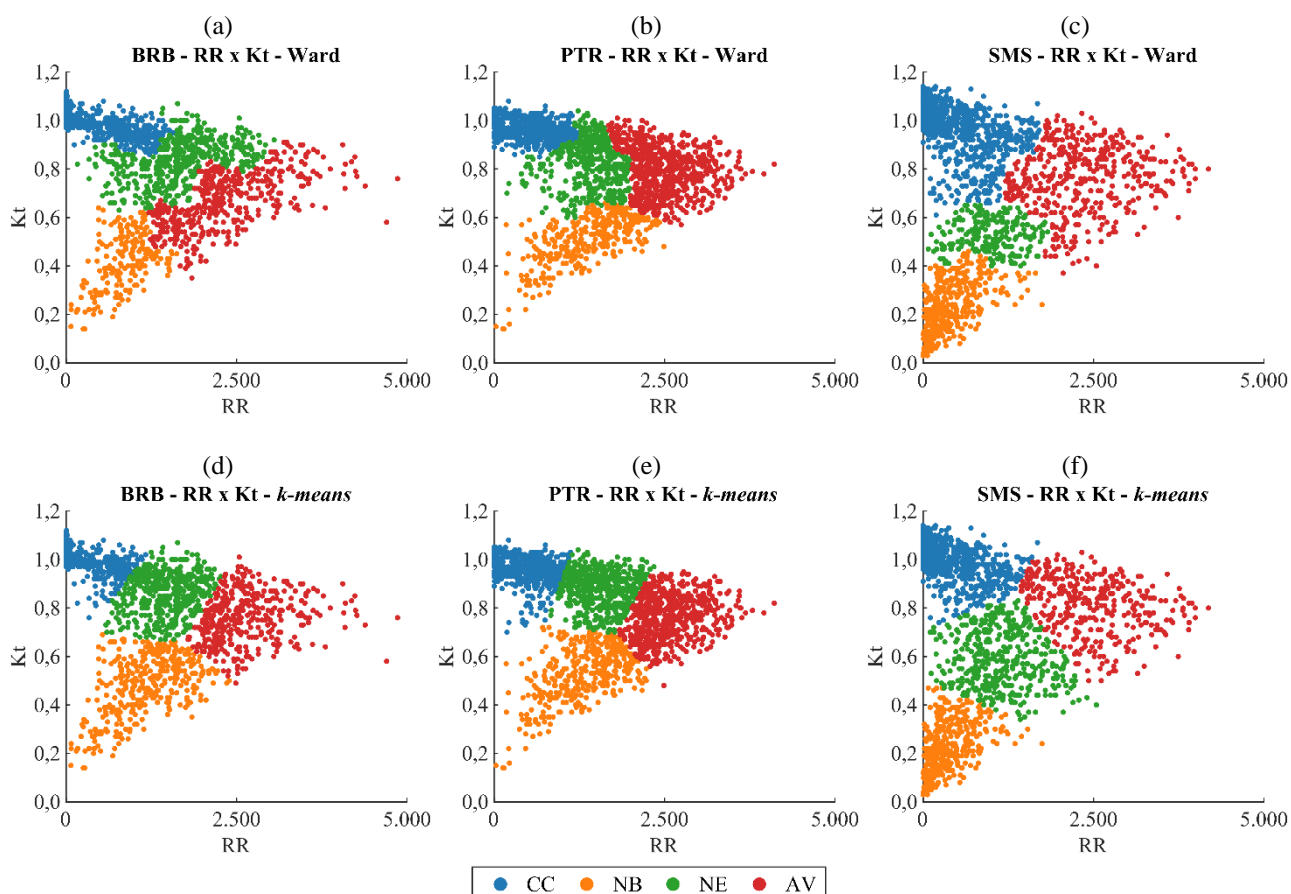 (a) (b) (c)
BRB - RR x Kt - Ward PTR - RR x Kt - Ward SMS - RR x Kt - Ward
1,2 1,2 1,2
1,0 1,0 1,0
0,8 0,8 0,8
0,6 0,6 0,6
Kt Kt Kt
0,4 0,4 0,4
0,2 0,2 0,2
0,0 0,0 0,0
0 2.500 5.000 0 2.500 5.000 0 2.500 5.000
RR RR RR
(d) (e) (f)
BRB - RR x Kt - k-means PTR - RR x Kt - k-means SMS - RR x Kt - k-means
1,2 1,2 1,2
1,0 1,0 1,0
0,8 0,8 0,8
0,6 0,6 0,6
Kt Kt Kt
0,4 0,4 0,4
0,2 0,2 0,2
0,0 0,0 0,0
0 2.500 5.000 0 2.500 5.000 0 2.500 5.000
RR RR RR
CC NB NE AV